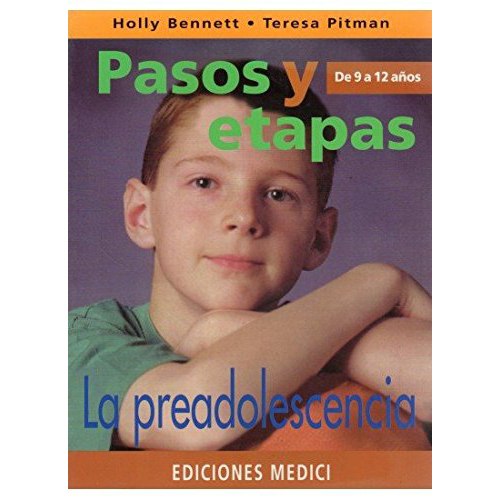 Holly Bennett • Teresa Pitman
Pasos y
De 9 a 12 años
etapas
La preadolescencia
EDICIONES MEDICI